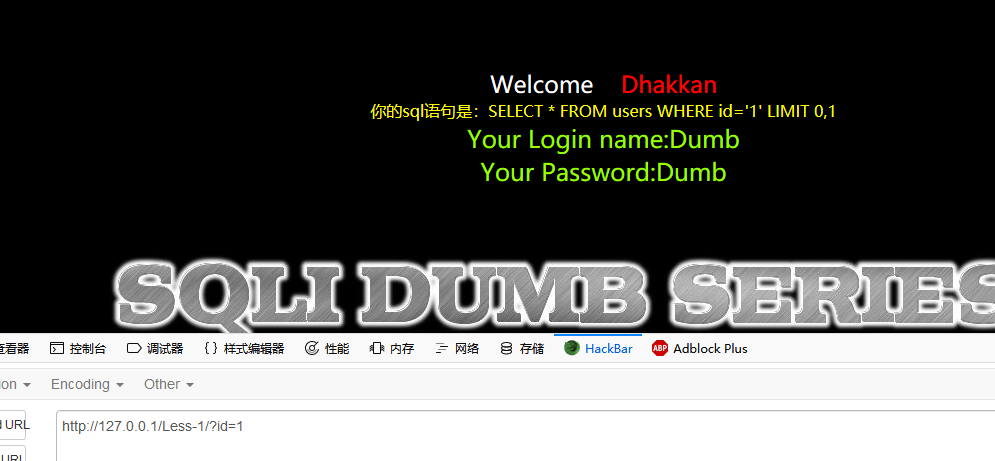 Welcome Dhakkan
你的sql语句是：SELECT * FROM users WHERE id='1' LIMIT 0,1
Your Login name:Dumb
Your Password:Dumb
SQLI DUMB SERIES
查看器 控制台 调试器 样式编辑器 性能 内存 网络 存储 HackBar ABP Adblock Plus
ion Encoding Other
d URL
http://127.0.0.1/Less-1/?id=1
URL